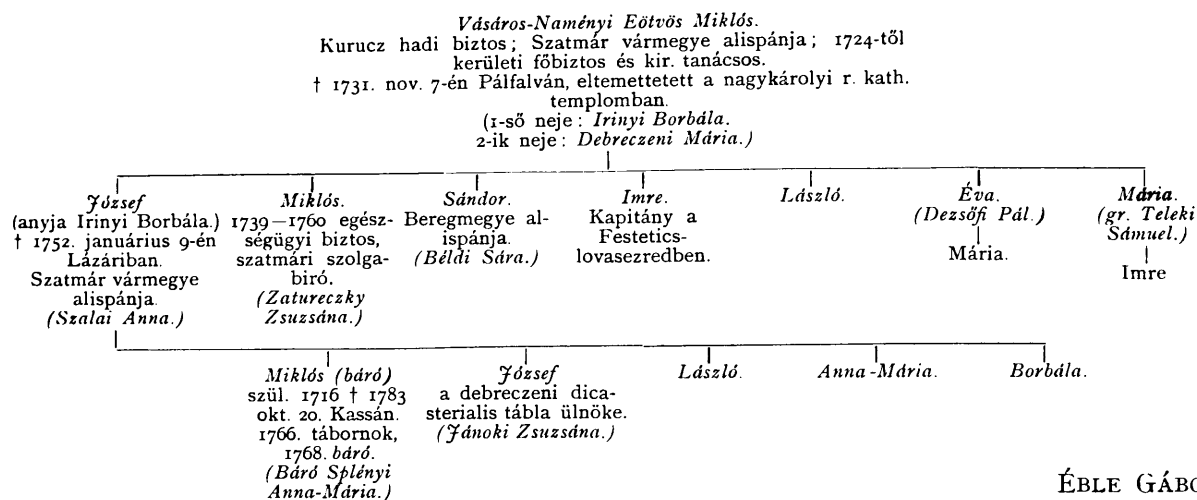 Vásáros-Naményi Eötvös Miklós.
Kurucz hadi biztos; Szatmár vármegye alispánja; 1724-től
kerületi főbiztos és kir. tanácsos.
† 1731. nov. 7-én Pálfalván, eltemettetett a nagykárolyi r. kath.
templomban.
(1-ső neje: Irinyi Borbála.
2-ik neje: Debreczeni Mária.)
József
(anyja Irinyi Borbála.)
† 1752. januárius 9-én
Lázáriban.
Szatmár vármegye
alispánja.
(Szalai Anna.)
Miklós.
1739—1760 egész-
ségügyi biztos,
szatmári szolga-
biró.
(Zatureczky
Zsuzsána.)
Sándor.
Beregmegye al-
ispánja.
(Béldi Sára.)
Imre.
Kapitány a
Festetics-
lovasezredben.
László.
Éva.
(Dezsőfi Pál.)
Mária.
Mária.
(gr. Teleki
Sámuel.)
Imre
Miklós (báró)
szül. 1716 † 1783
okt. 20. Kassán.
1766. tábornok,
1768. báró.
(Báró Splényi
Anna-Mária.)
József
a debreczeni dica-
sterialis tábla ülnöke.
(Jánoki Zsuzsána.)
László.
Anna-Mária.
Borbála.
ÉBLE GÁBO